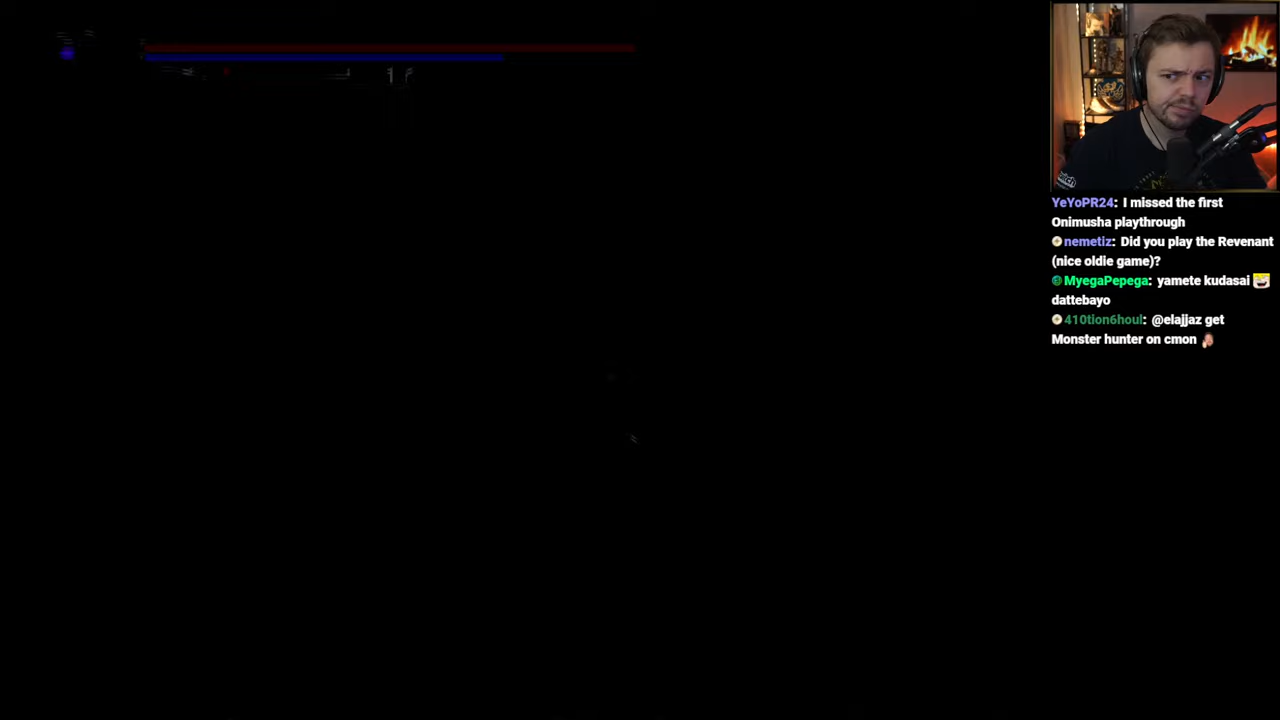 YeYoPR24: I missed the first
Onimusha playthrough
nemetiz: Did you play the Revenant
(nice oldie game)?
MyegaPepega: yamete kudasai
dattebayo
410tion6houl: @elajjaz get
Monster hunter on cmon